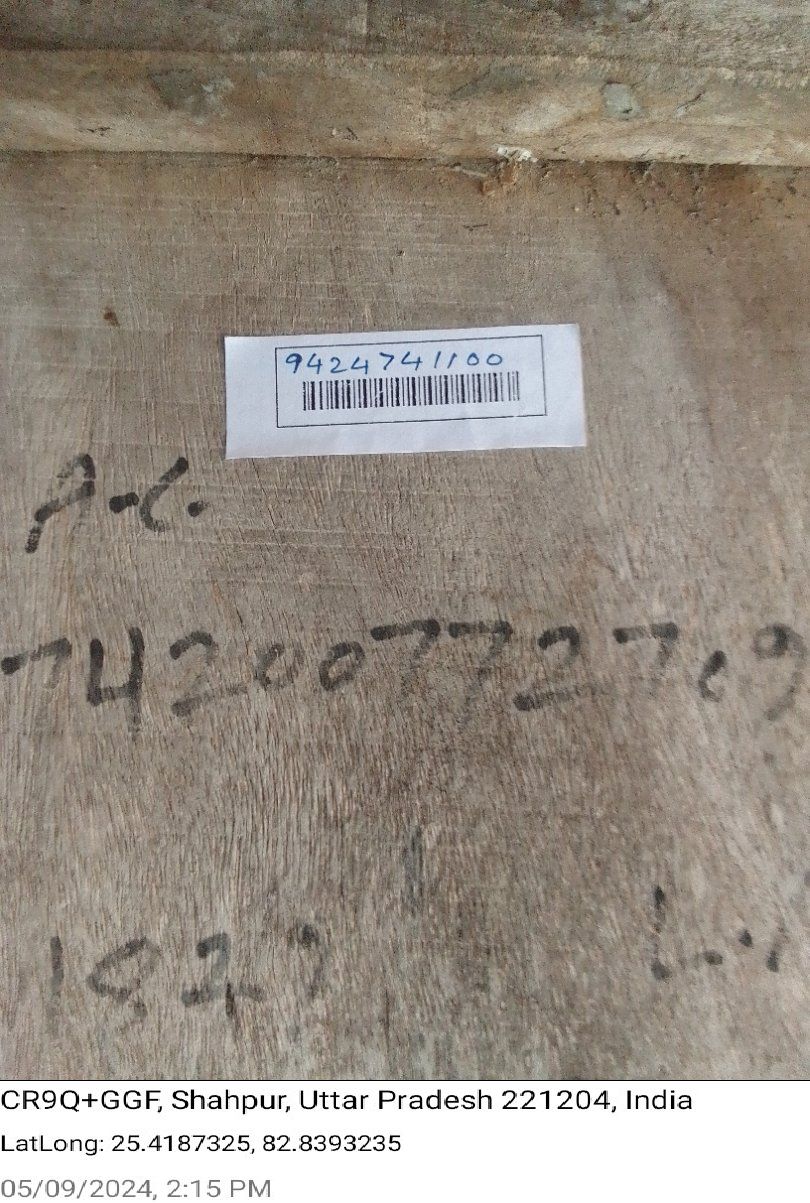 9424741100
A-C.
74200772719
CR9Q+GGF, Shahpur, Uttar Pradesh 221204, India
LatLong: 25.4187325, 82.8393235
05/09/2024, 2:15 PM